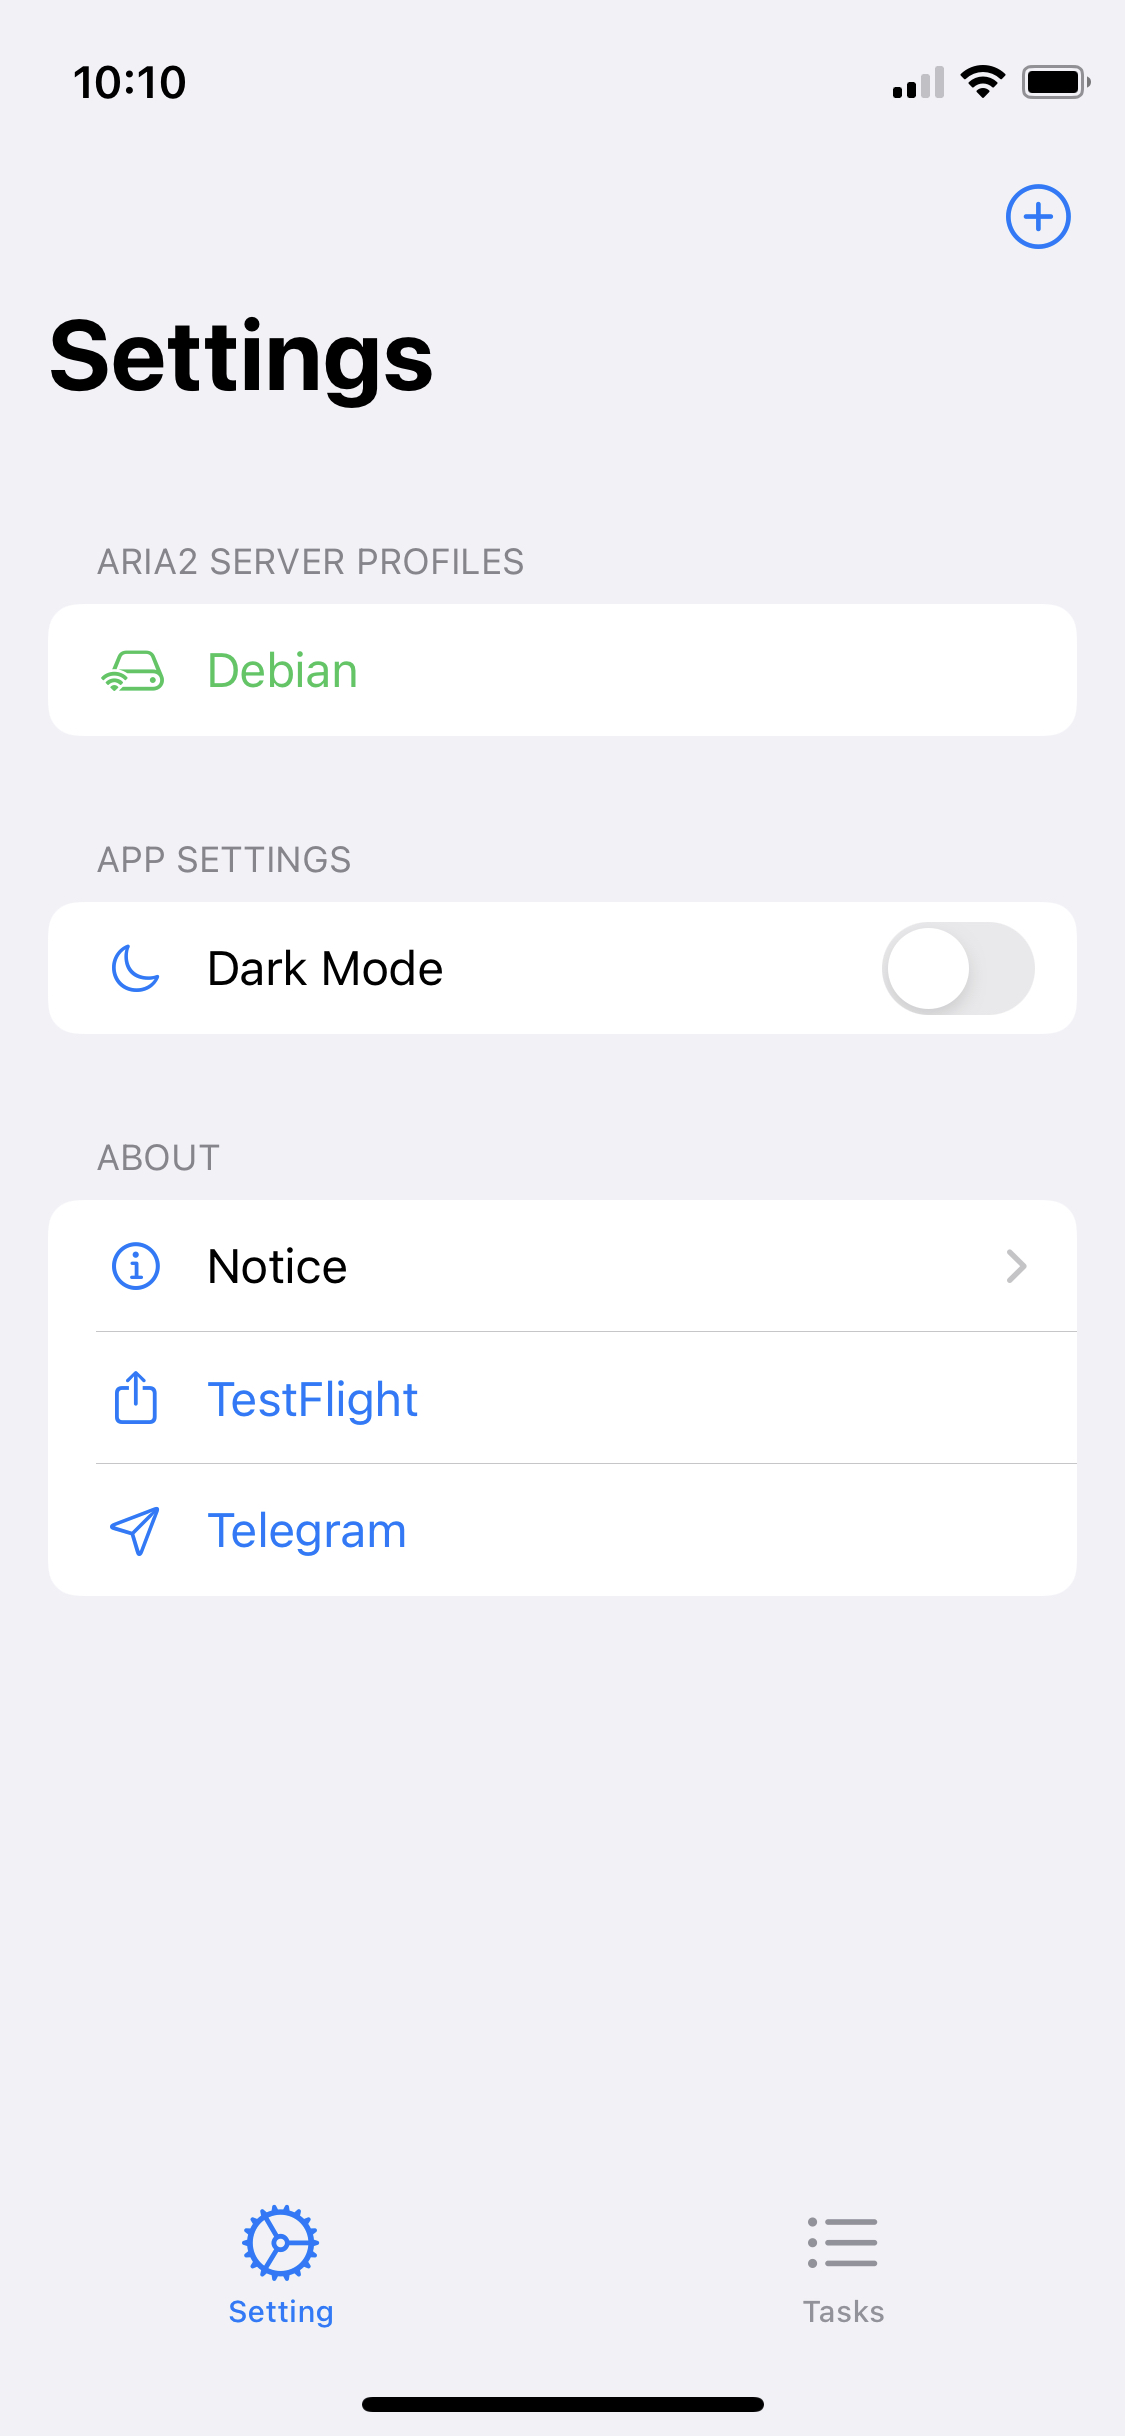 10:10
Settings
ARIA2 SERVER PROFILES
Debian
APP SETTINGS
Dark Mode
ABOUT
Notice
TestFlight
Telegram
Setting
Tasks